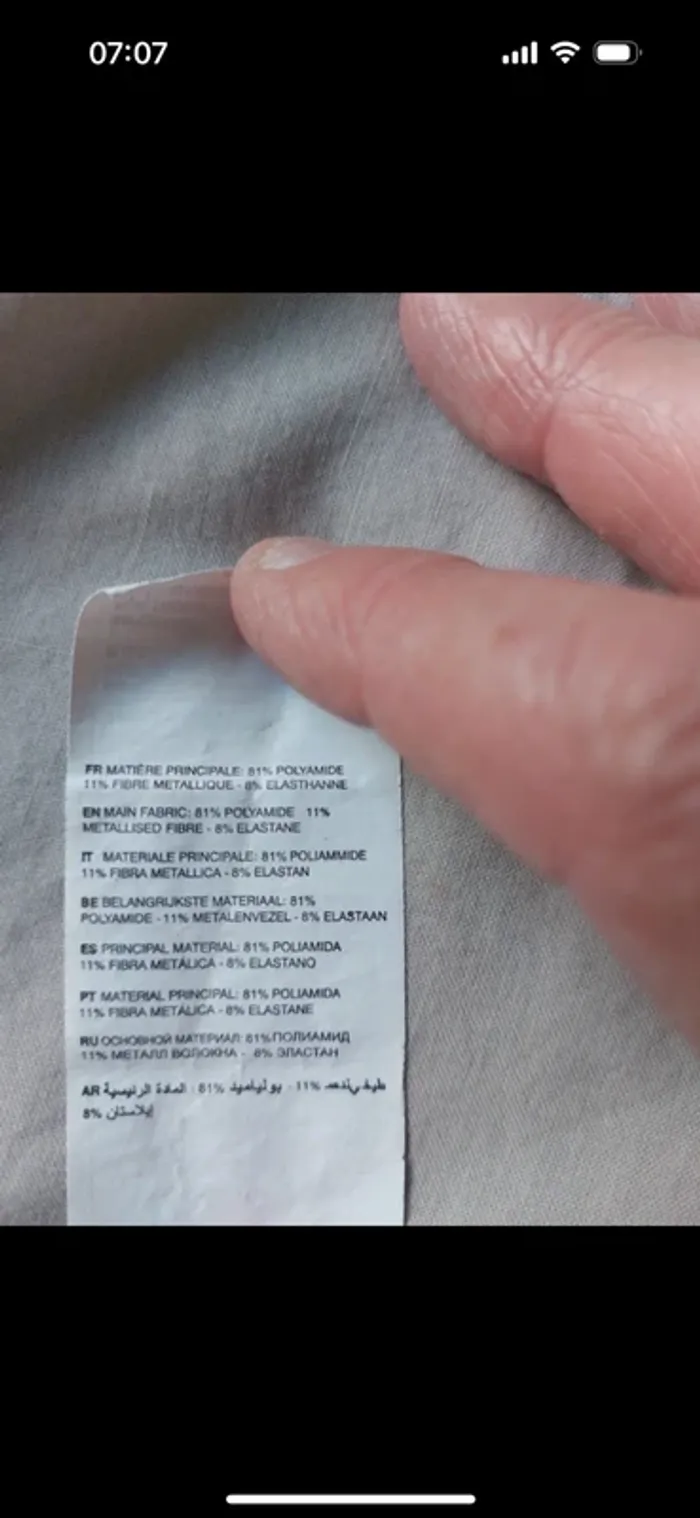 07:07
FR MATIÈRE PRINCIPALE: 81% POLYAMIDE
11% FIBRE METALLIQUE - 8% ELASTHANNE
EN MAIN FABRIC: 81% POLYAMIDE 11%
METALLISED FIBRE - 8% ELASTANE
IT MATERIALE PRINCIPALE: 81% POLIAMMIDE
11% FIBRA METALLICA - 8% ELASTAN
BE BELANGRIJKSTE MATERIAAL: 81%
POLYAMIDE - 11% METALENVEZEL - 8% ELASTAAN
ES PRINCIPAL MATERIAL: 81% POLIAMIDA
11% FIBRA METÁLICA - 8% ELASTANO
PT MATERIAL PRINCIPAL: 81% POLIAMIDA
11% FIBRA METÁLICA - 8% ELASTANE
RU ОСНОВНОЙ МАТЕРИАЛ: 81% ПОЛИАМИД
11% МЕТАЛЛ ВОЛОКНА - 8% ЭЛАСТАН
AR المادة الرئيسية : 81% بوليأميد - 11%
8% إيلاستان